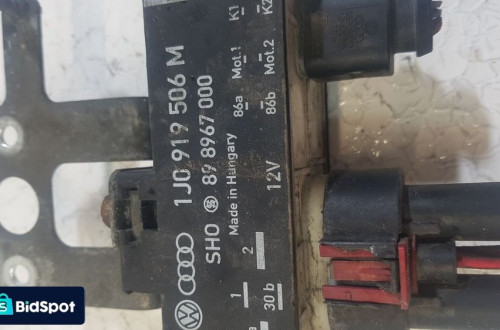 1J0 919 506 M
SHO 89 8967 000
Made in Hungary
12V
86a Mot.1 K1
86b Mot.2 K2
1 2
30 b
BidSpot